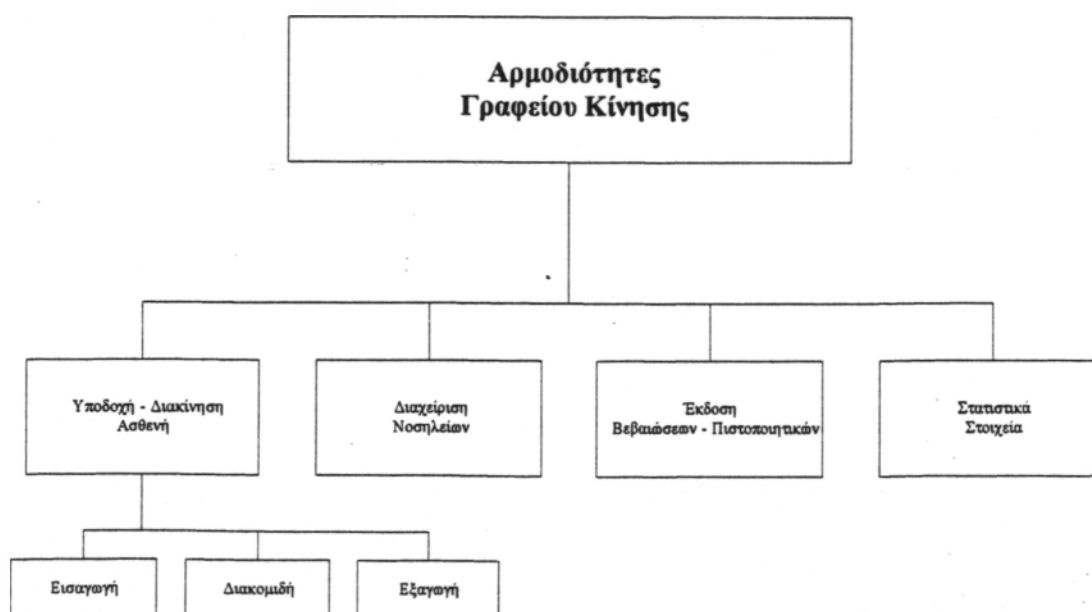 Αρμοδιότητες
Γραφείου Κίνησης
Υποδοχή - Διακίνηση
Ασθενή
Διαχείριση
Νοσηλείων
Έκδοση
Βεβαιώσεων - Πιστοποιητικών
Στατιστικά
Στοιχεία
Εισαγωγή
Διακομιδή
Εξαγωγή